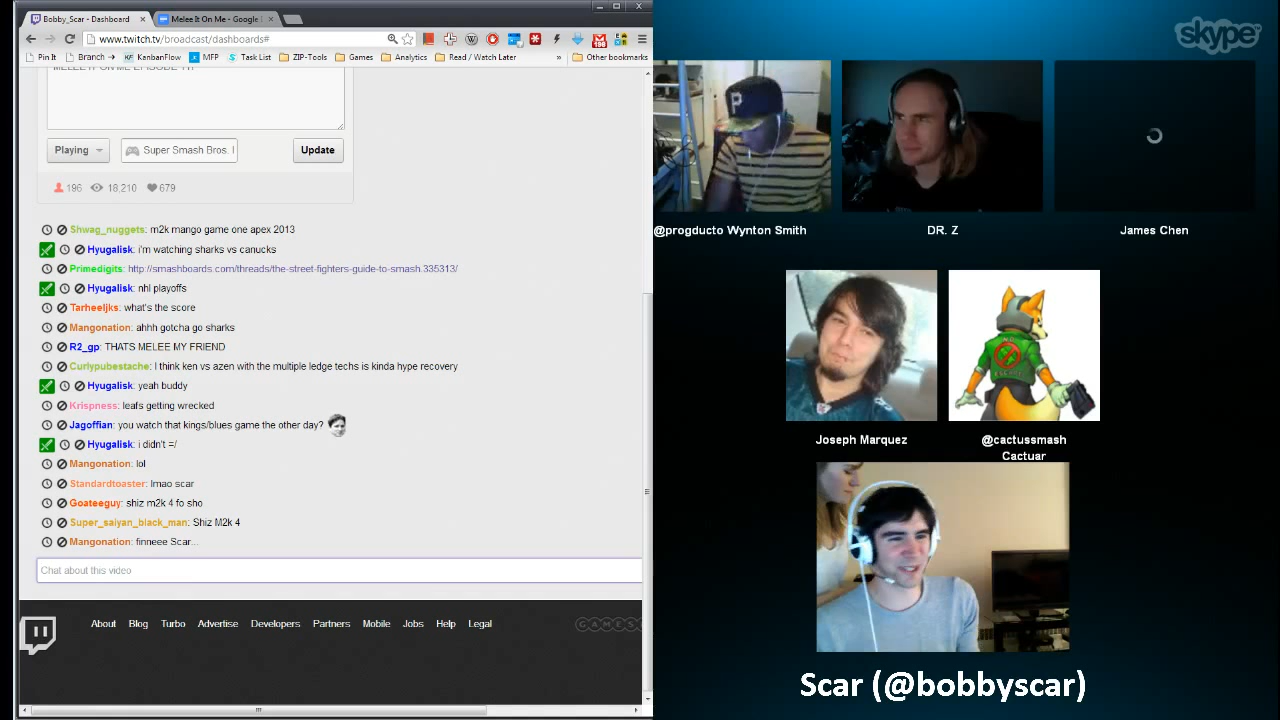 Bobby_Scar - Dashboard
Melee It On Me - Google
www.twitch.tv/broadcast/dashboards#
Pin It
Branch
KanbanFlow
MFP
Task List
ZIP-Tools
Games
Analytics
Read / Watch Later
»
Other bookmarks
Playing
Super Smash Bros.
Update
196
18,210
679
Shwag_nuggets: m2k mango game one apex 2013
Hyugalisk: i'm watching sharks vs canucks
Primedigits: http://smashboards.com/threads/the-street-fighters-guide-to-smash.335313/
Hyugalisk: nhl playoffs
Tarheeljks: what's the score
Mangonation: ahhh gotcha go sharks
R2_gp: THATS MELEE MY FRIEND
Curlypubestache: I think ken vs azen with the multiple ledge techs is kinda hype recovery
Hyugalisk: yeah buddy
Krispness: leafs getting wrecked
Jagoffian: you watch that kings/blues game the other day?
Hyugalisk: i didn't =/
Mangonation: lol
Standardtoaster: lmao scar
Goateeguy: shiz m2k 4 fo sho
Super_saiyan_black_man: Shiz M2k 4
Mangonation: finneee Scar...
Chat about this video
About
Blog
Turbo
Advertise
Developers
Partners
Mobile
Jobs
Help
Legal
GAMES
skype
@progducto Wynton Smith
DR. Z
James Chen
Joseph Marquez
@cactussmash
Cactuar
Scar (@bobbyscar)